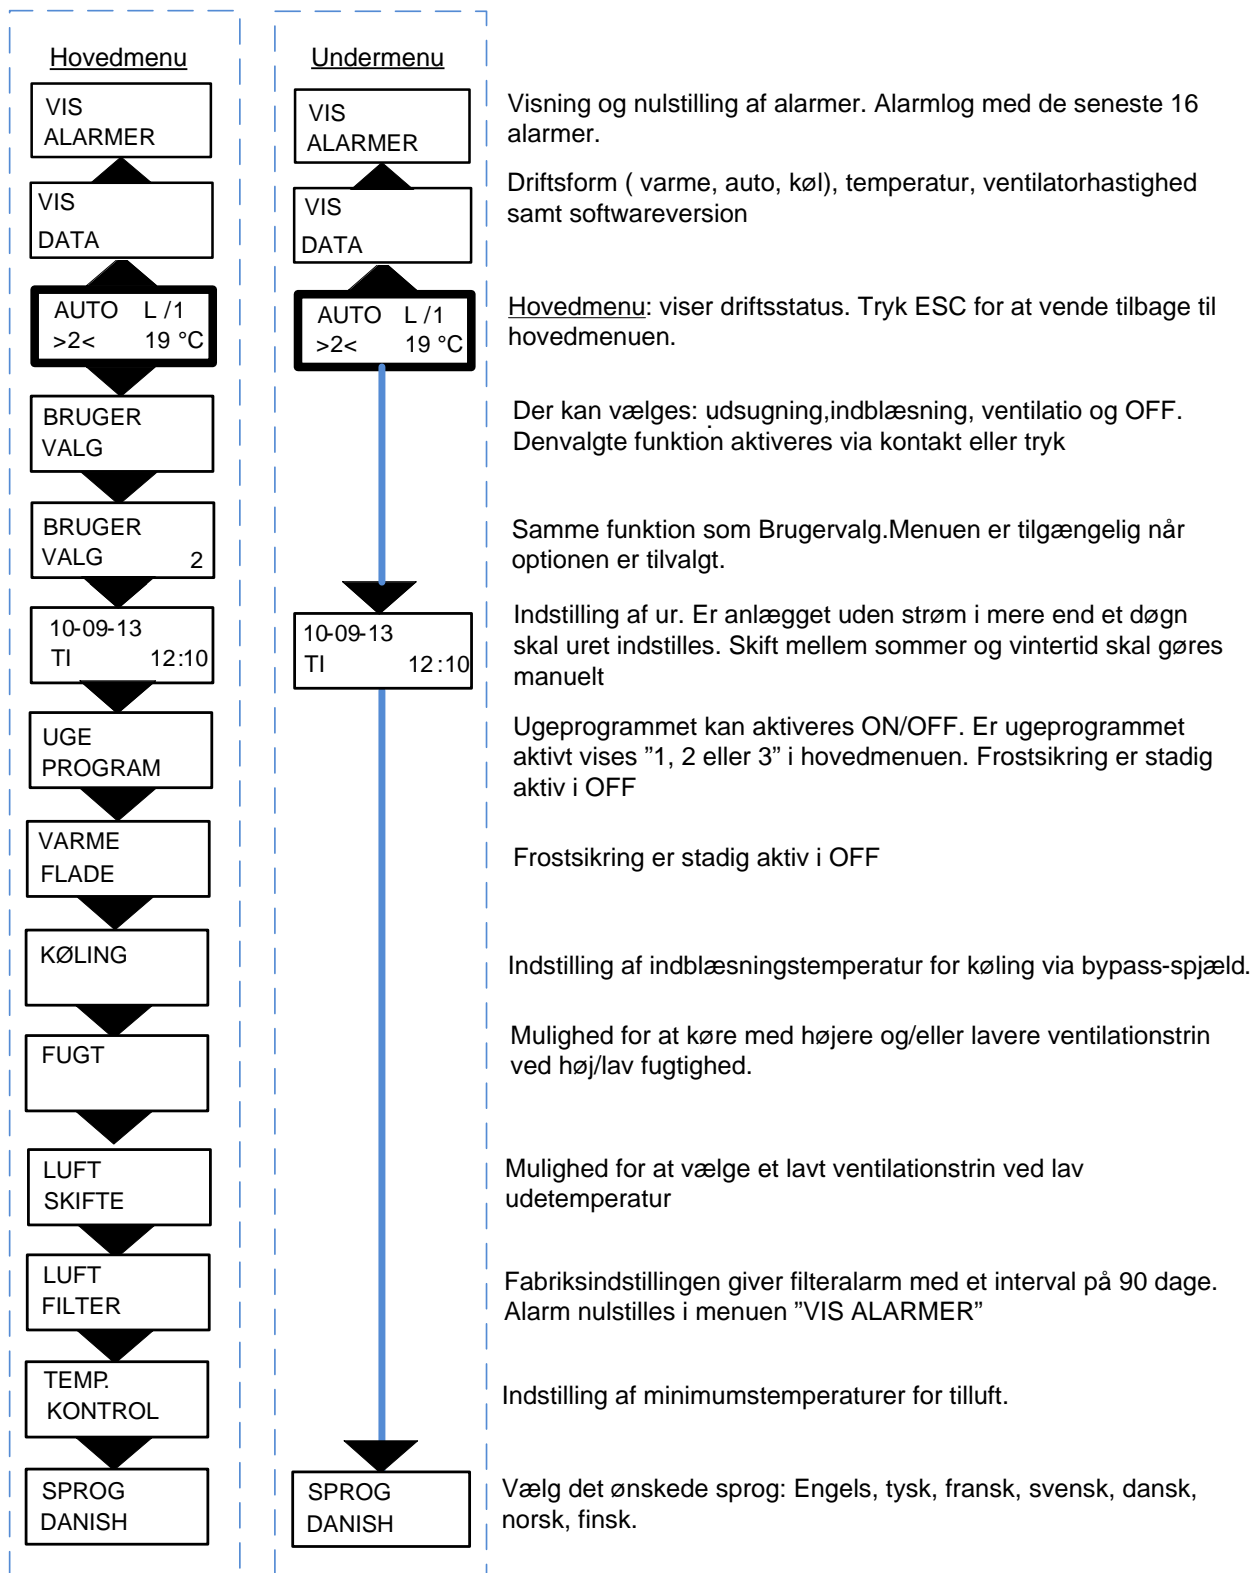 Hovedmenu
Undermenu
VIS
ALARMER
VIS
ALARMER
Visning og nulstilling af alarmer. Alarmlog med de seneste 16
alarmer.
VIS
DATA
VIS
DATA
Driftsform ( varme, auto, køl), temperatur, ventilatorhastighed
samt softwareversion
AUTO L /1
>2< 19 °C
AUTO L /1
>2< 19 °C
Hovedmenu: viser driftsstatus. Tryk ESC for at vende tilbage til
hovedmenuen.
BRUGER
VALG
Der kan vælges: udsugning,indblæsning, ventilatio og OFF.
Denvalgte funktion aktiveres via kontakt eller tryk
BRUGER
VALG 2
Samme funktion som Brugervalg.Menuen er tilgængelig når
optionen er tilvalgt.
10-09-13
TI 12:10
10-09-13
TI 12:10
Indstilling af ur. Er anlægget uden strøm i mere end et døgn
skal uret indstilles. Skift mellem sommer og vintertid skal gøres
manuelt
UGE
PROGRAM
Ugeprogrammet kan aktiveres ON/OFF. Er ugeprogrammet
aktivt vises ”1, 2 eller 3” i hovedmenuen. Frostsikring er stadig
aktiv i OFF
VARME
FLADE
Frostsikring er stadig aktiv i OFF
KØLING
Indstilling af indblæsningstemperatur for køling via bypass-spjæld.
FUGT
Mulighed for at køre med højere og/eller lavere ventilationstrin
ved høj/lav fugtighed.
LUFT
SKIFTE
Mulighed for at vælge et lavt ventilationstrin ved lav
udetemperatur
LUFT
FILTER
Fabriksindstillingen giver filteralarm med et interval på 90 dage.
Alarm nulstilles i menuen ”VIS ALARMER”
TEMP.
KONTROL
Indstilling af minimumstemperaturer for tilluft.
SPROG
DANISH
SPROG
DANISH
Vælg det ønskede sprog: Engels, tysk, fransk, svensk, dansk,
norsk, finsk.